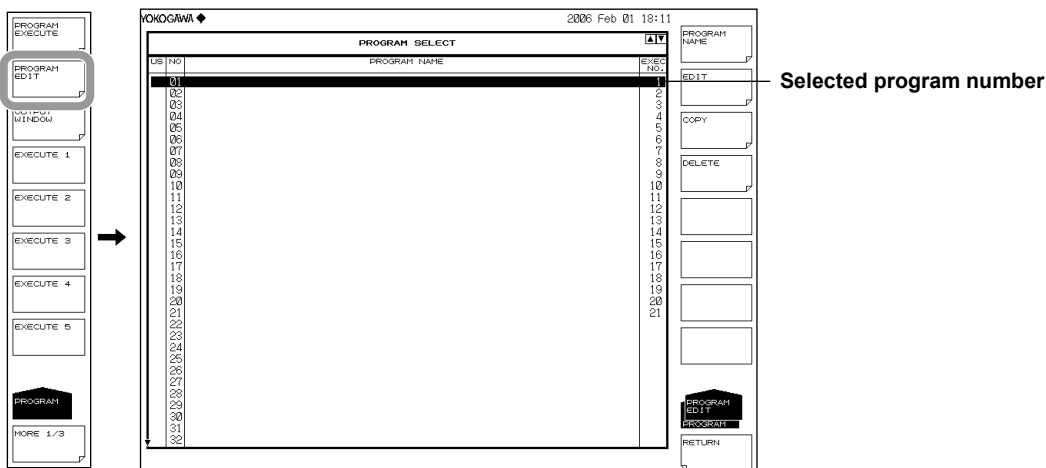 PROGRAM
EXECUTE
PROGRAM
EDIT
OUTPUT
WINDOW
EXECUTE 1
EXECUTE 2
EXECUTE 3
EXECUTE 4
EXECUTE 5
PROGRAM
MORE 1/3
YOKOGAWA 2006 Feb 01 18:11
PROGRAM SELECT
US NO PROGRAM NAME EXEC
NO.
01 1
02 2
03 3
04 4
05 5
06 6
07 7
08 8
09 9
10 10
11 11
12 12
13 13
14 14
15 15
16 16
17 17
18 18
19 19
20 20
21 21
22
23
24
25
26
27
28
29
30
31
32
PROGRAM
NAME
EDIT
COPY
DELETE
PROGRAM
EDIT
PROGRAM
RETURN
Selected program number